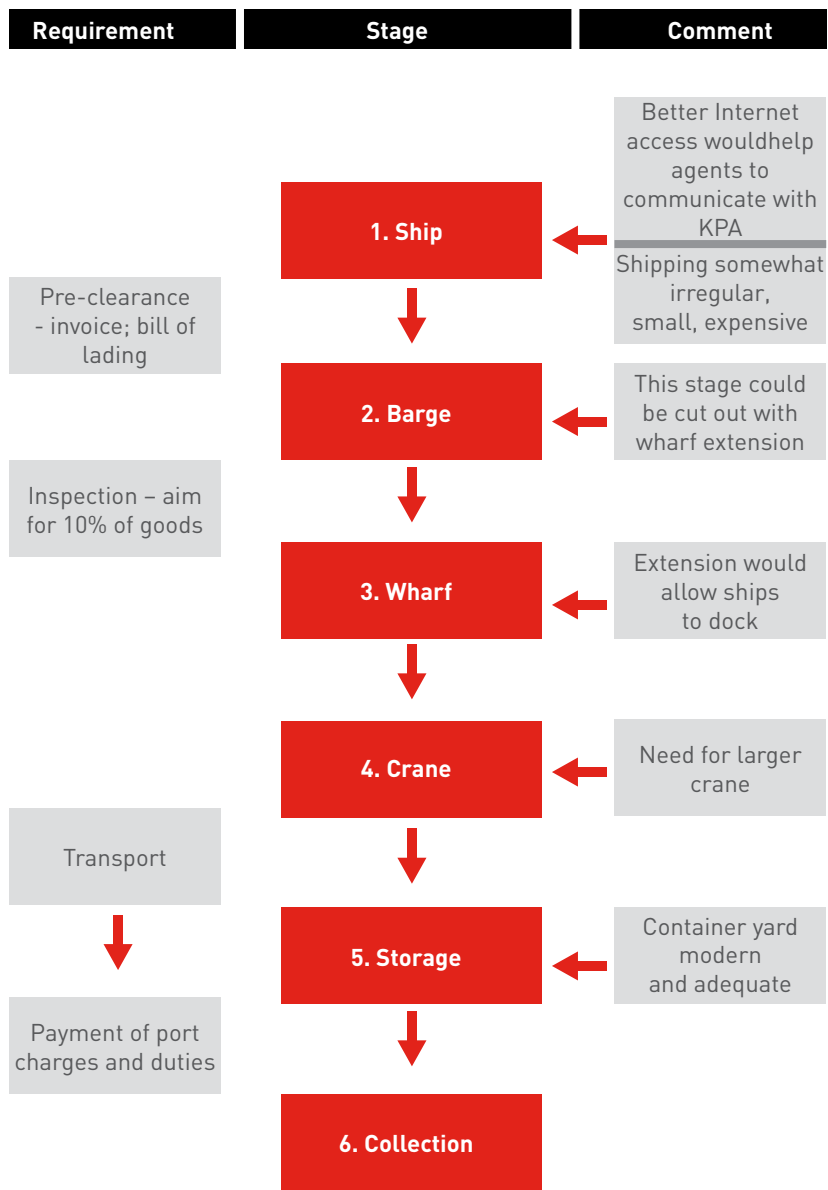 Requirement
Stage
Comment
Better Internet
access wouldhelp
agents to
communicate with
KPA
1. Ship
Shipping somewhat
irregular,
small, expensive
Pre-clearance
- invoice; bill of
lading
2. Barge
This stage could
be cut out with
wharf extension
Inspection – aim
for 10% of goods
3. Wharf
Extension would
allow ships
to dock
4. Crane
Need for larger
crane
Transport
5. Storage
Container yard
modern
and adequate
Payment of port
charges and duties
6. Collection